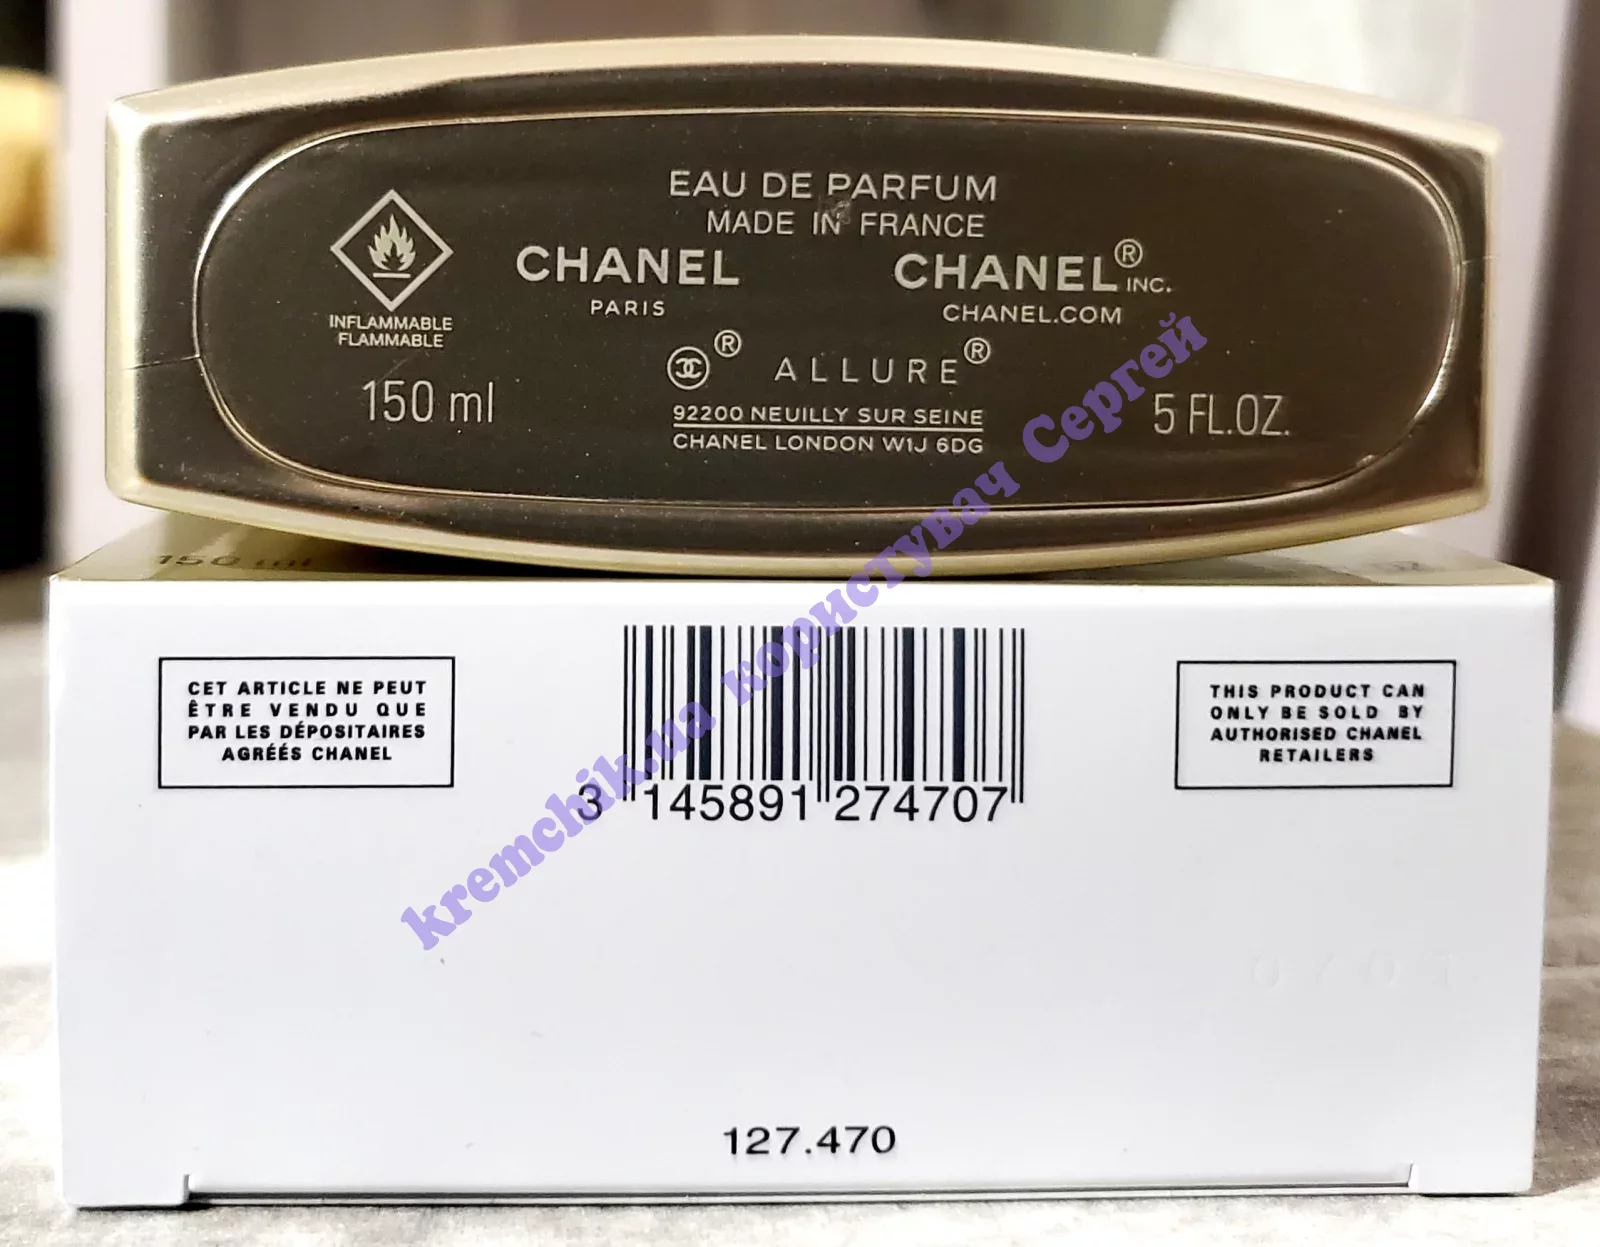 EAU DE PARFUM
MADE IN FRANCE
CHANEL
PARIS
CHANEL® INC.
CHANEL.COM
INFLAMMABLE
FLAMMABLE
® ALLURE®
150 ml
92200 NEUILLY SUR SEINE
CHANEL LONDON W1J 6DG
5 FL.OZ.
150 ml
CET ARTICLE NE PEUT
ÊTRE VENDU QUE
PAR LES DÉPOSITAIRES
AGRÉÉS CHANEL
3 145891 274707
THIS PRODUCT CAN
ONLY BE SOLD BY
AUTHORISED CHANEL
RETAILERS
127.470
kremchik.ua користувач Сергей